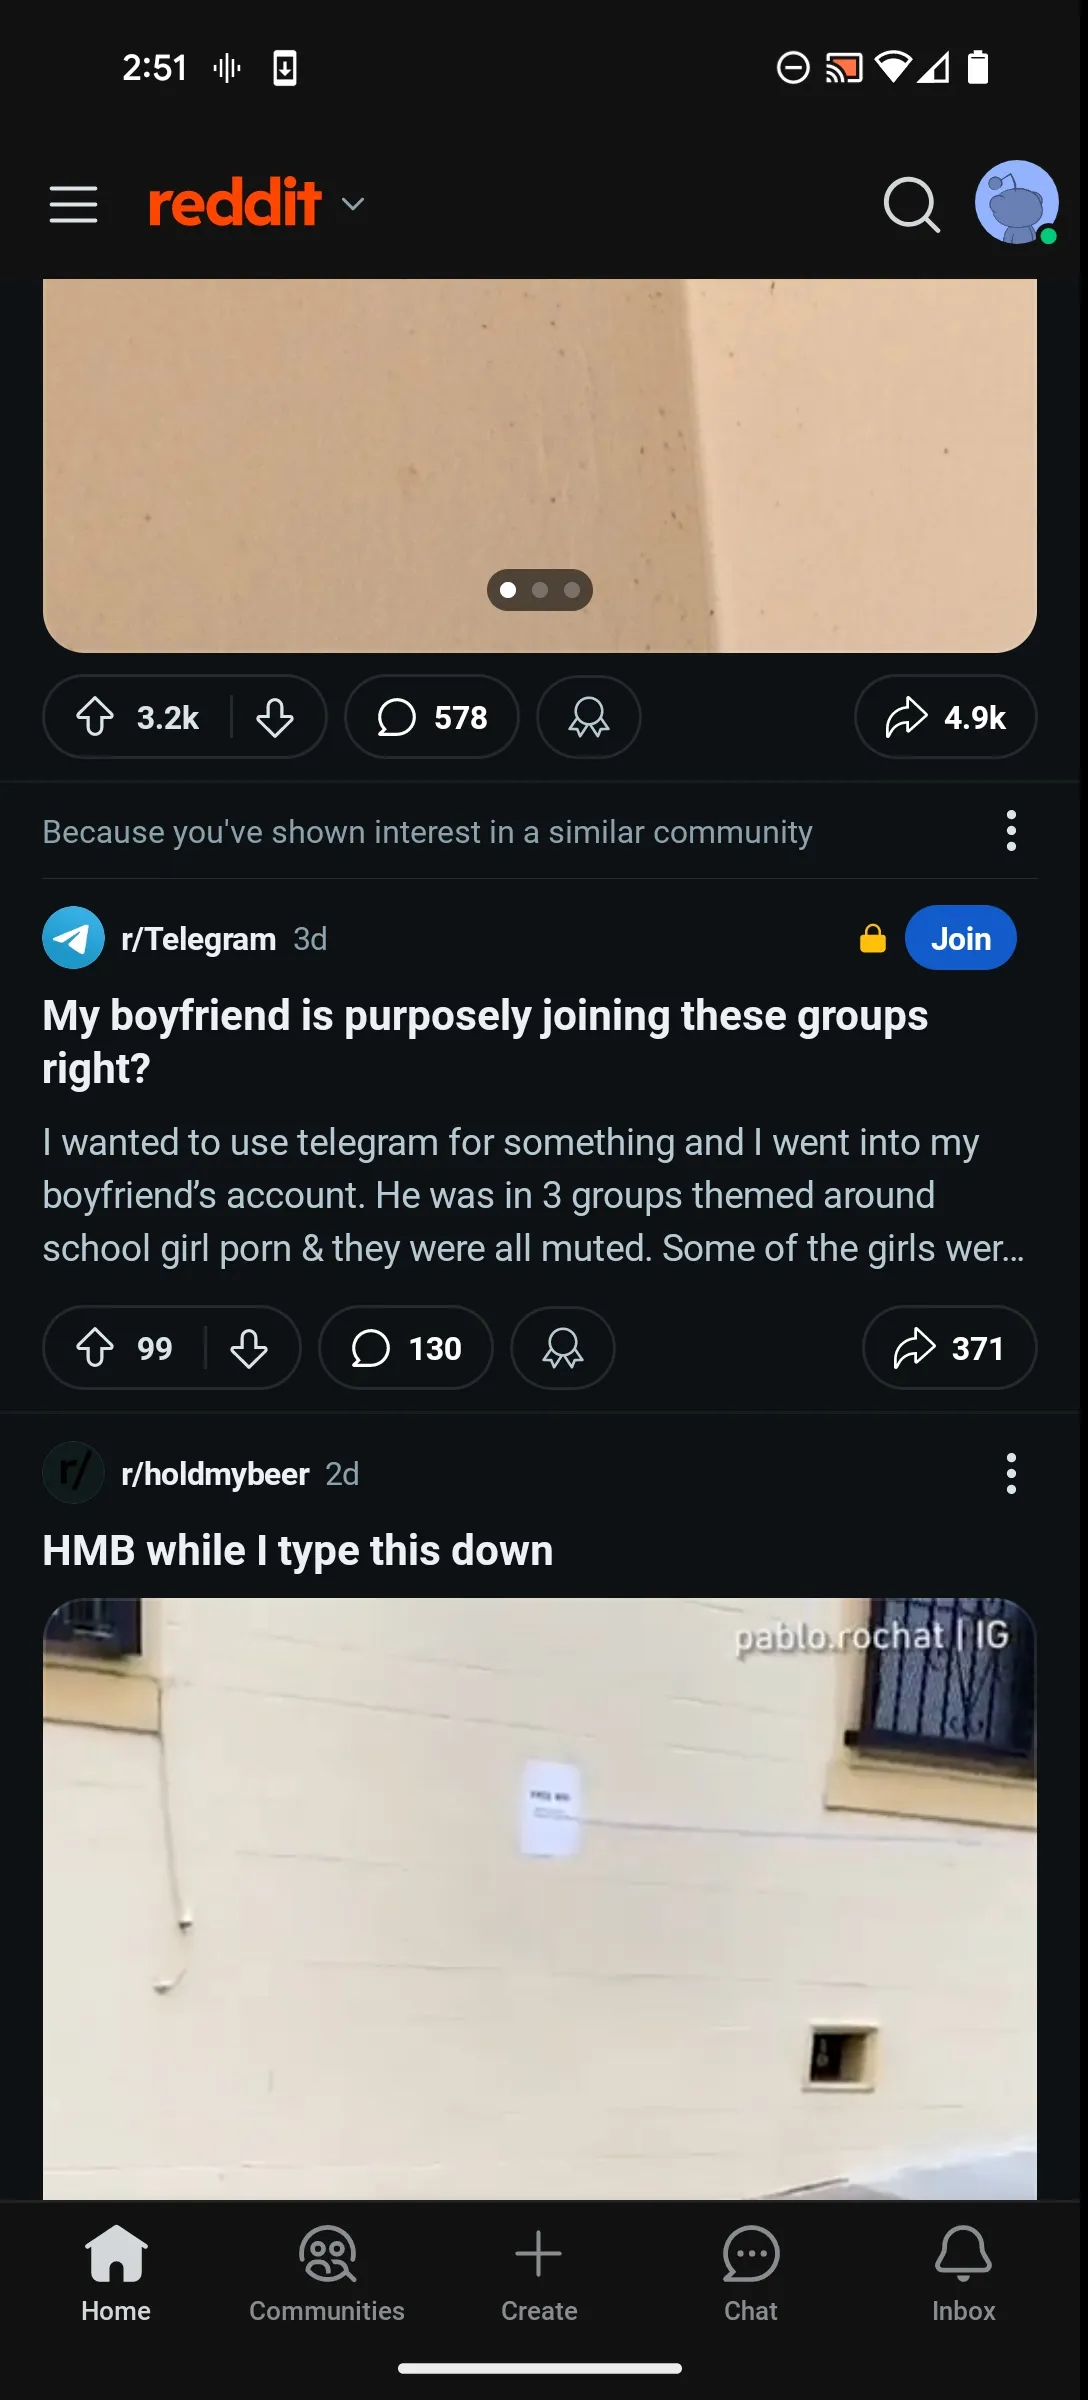 2:51
reddit
3.2k
578
4.9k
Because you've shown interest in a similar community
r/Telegram 3d
Join
My boyfriend is purposely joining these groups
right?
I wanted to use telegram for something and I went into my
boyfriend’s account. He was in 3 groups themed around
school girl porn & they were all muted. Some of the girls wer...
99
130
371
r/
r/holdmybeer 2d
HMB while I type this down
pablo.rochat | IG
Home
Communities
Create
Chat
Inbox